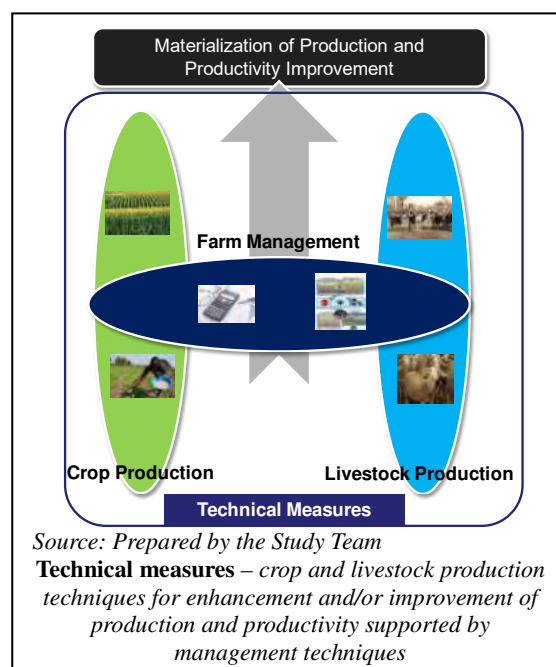 Materialization of Production and
Productivity Improvement
Farm Management
Crop Production
Livestock Production
Technical Measures
Source: Prepared by the Study Team
Technical measures – crop and livestock production
techniques for enhancement and/or improvement of
production and productivity supported by
management techniques